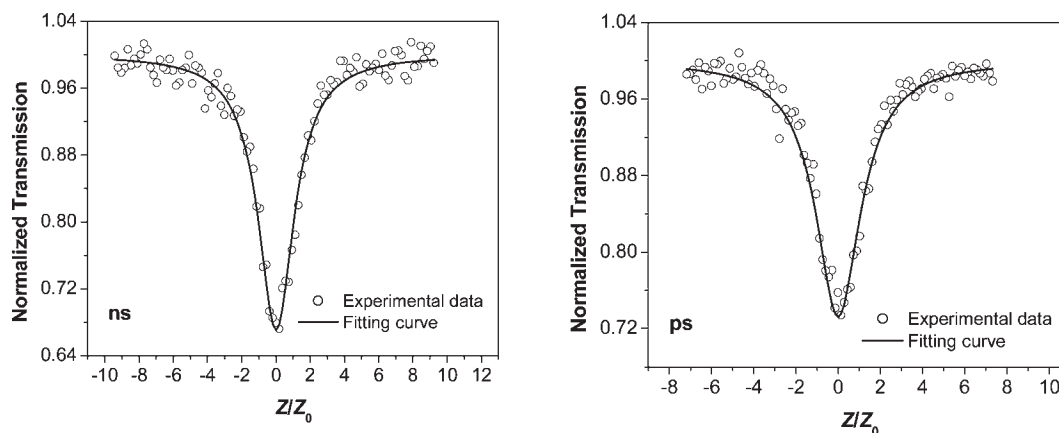 1.04
0.96
0.88
0.80
0.72
0.64
Normalized Transmission
ns
Experimental data
Fitting curve
-10 -8 -6 -4 -2 0 2 4 6 8 10 12
Z/Z0
1.04
0.96
0.88
0.80
0.72
Normalized Transmission
ps
Experimental data
Fitting curve
-8 -6 -4 -2 0 2 4 6 8 10
Z/Z0